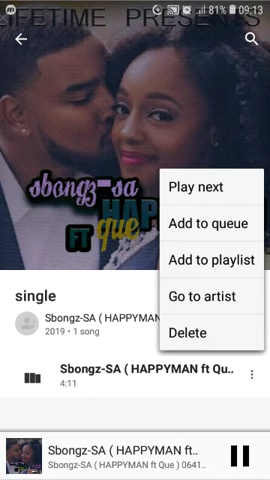 81% 09:13
LIFETIME PRESENTS
sbongz-sa
HAP
FT que
Play next
Add to queue
Add to playlist
Go to artist
Delete
single
Sbongz-SA ( HAPPYMAN
2019 • 1 song
Sbongz-SA ( HAPPYMAN ft Que..
4:11
Sbongz-SA ( HAPPYMAN ft..
Sbongz-SA ( HAPPYMAN ft Que ) 0641..